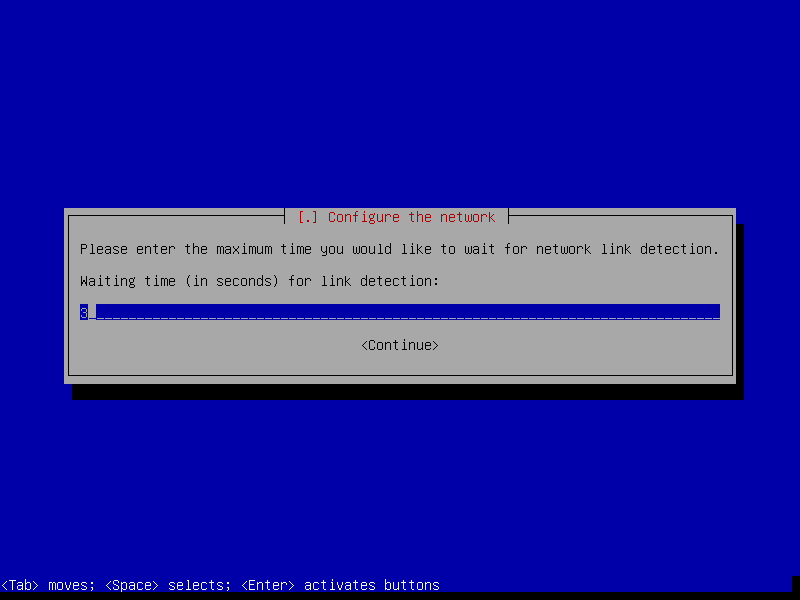 [.] Configure the network
Please enter the maximum time you would like to wait for network link detection.
Waiting time (in seconds) for link detection:
3
<Continue>
<Tab> moves; <Space> selects; <Enter> activates buttons